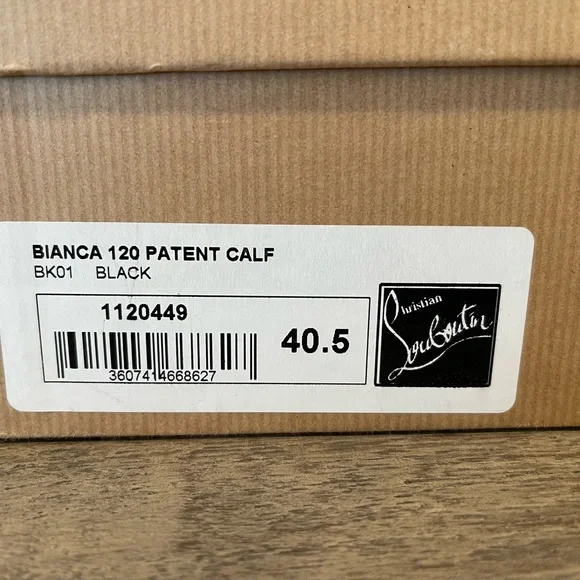 BIANCA 120 PATENT CALF
BK01 BLACK
1120449
40.5
3607414668627
Christian
Louboutin